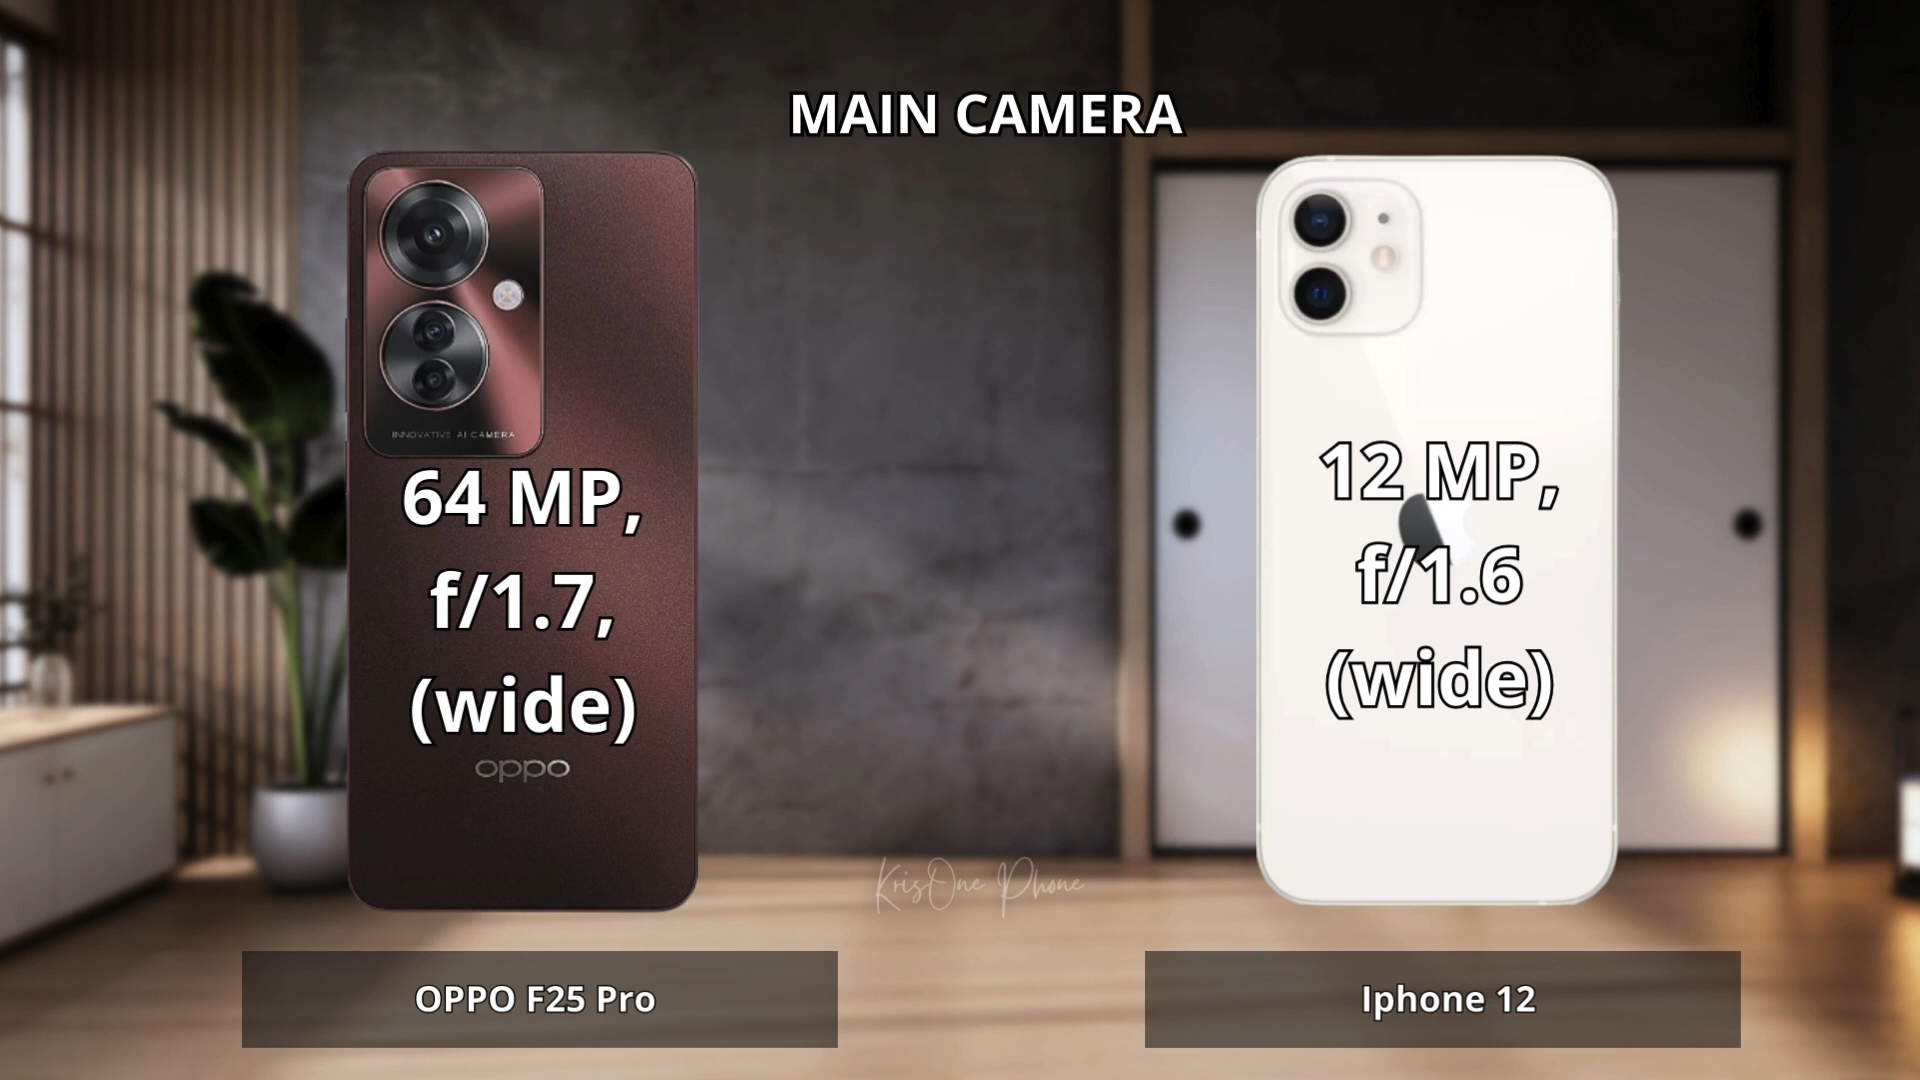 MAIN CAMERA
INNOVATIVE AI CAMERA
64 MP,
f/1.7,
(wide)
oppo
12 MP,
f/1.6
(wide)
KrisOne Phone
OPPO F25 Pro
Iphone 12